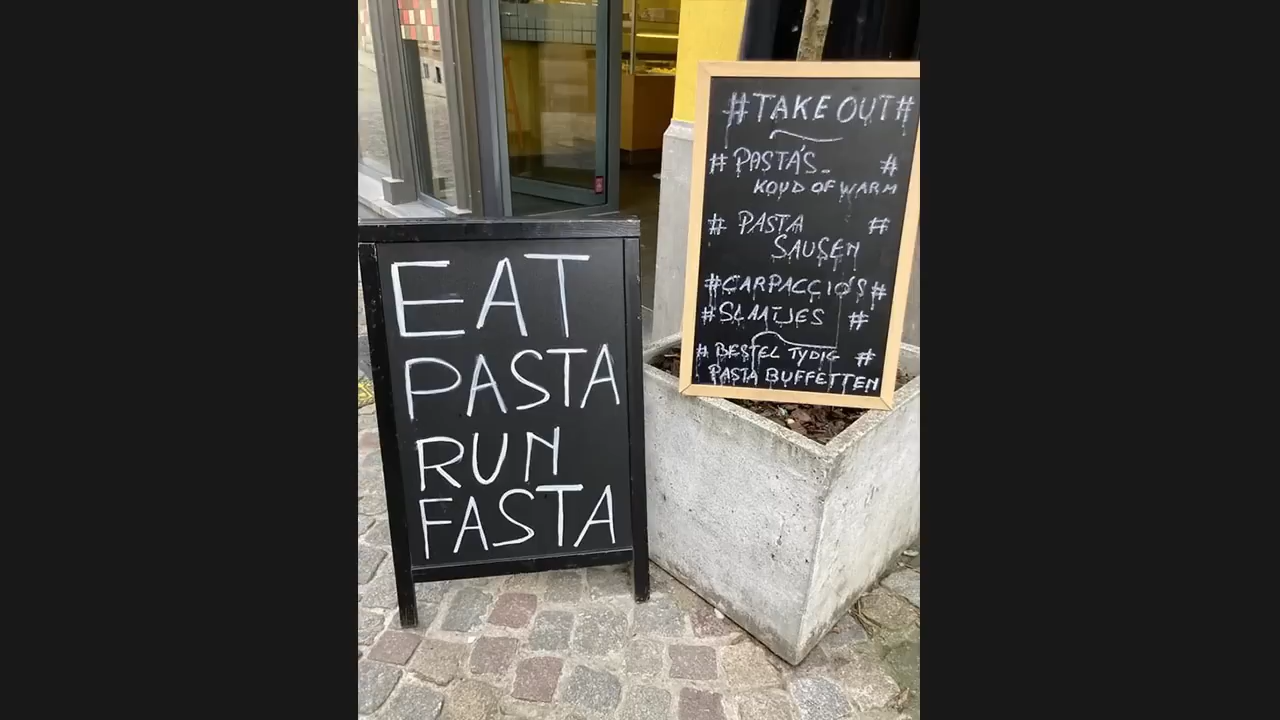 EAT
PASTA
RUN
FASTA
#TAKE OUT#
# PASTA'S #
KOUD OF WARM
# PASTA #
SAUSEN
#CARPACCIO'S#
#SLAATJES #
# BESTEL TYDIG #
PASTA BUFFETTEN